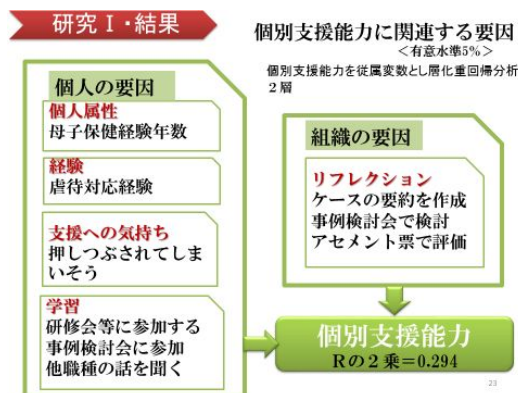 研究Ⅰ・結果
個別支援能力に関連する要因
＜有意水準5%＞
個別支援能力を従属変数とし層化重回帰分析
２層
個人の要因
個人属性
母子保健経験年数
経験
虐待対応経験
支援への気持ち
押しつぶされてしま
いそう
学習
研修会等に参加する
事例検討会に参加
他職種の話を聞く
組織の要因
リフレクション
ケースの要約を作成
事例検討会で検討
アセメント票で評価
個別支援能力
Rの２乗=0.294
23